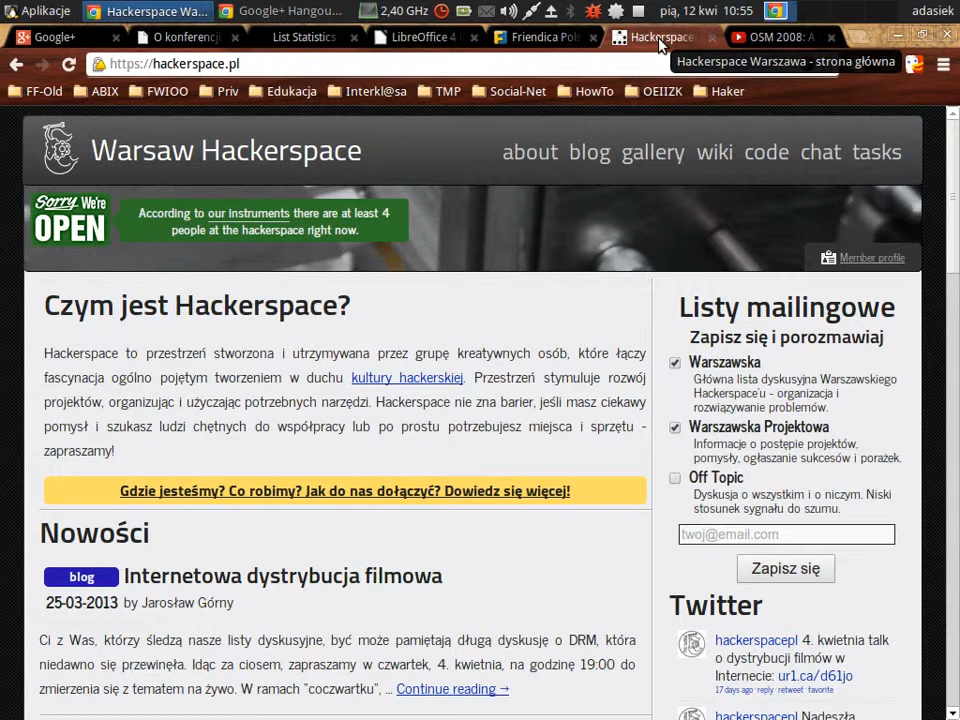 Aplikacje
Hackerspace Wa...
Google+ Hangou...
2,40 GHz
pią, 12 kwi 10:55
adasiek
Google+
O konferencj
List Statistics
LibreOffice 4
Friendica Pols
Hackerspace
OSM 2008: A
https://hackerspace.pl
Hackerspace Warszawa - strona główna
FF-Old
ABIX
FWIOO
Priv
Edukacja
Interkl@sa
TMP
Social-Net
HowTo
OEIIZK
Haker
Warsaw Hackerspace
about blog gallery wiki code chat tasks
Sorry We're
OPEN
According to our instruments there are at least 4
people at the hackerspace right now.
Member profile
Czym jest Hackerspace?
Hackerspace to przestrzeń stworzona i utrzymywana przez grupę kreatywnych osób, które łączy
fascynacja ogólno pojętym tworzeniem w duchu kultury hackerskiej. Przestrzeń stymuluje rozwój
projektów, organizując i użyczając potrzebnych narzędzi. Hackerspace nie zna barier, jeśli masz ciekawy
pomysł i szukasz ludzi chętnych do współpracy lub po prostu potrzebujesz miejsca i sprzętu -
zapraszamy!
Gdzie jesteśmy? Co robimy? Jak do nas dołączyć? Dowiedz się więcej!
Nowości
blog Internetowa dystrybucja filmowa
25-03-2013 by Jarosław Górny
Ci z Was, którzy śledzą nasze listy dyskusyjne, być może pamiętają długą dyskusję o DRM, która
niedawno się przewinęła. Idąc za ciosem, zapraszamy w czwartek, 4. kwietnia, na godzinę 19:00 do
zmierzenia się z tematem na żywo. W ramach "coczwartku", ... Continue reading →
Listy mailingowe
Zapisz się i porozmawiaj
Warszawska
Główna lista dyskusyjna Warszawskiego
Hackerspace'u - organizacja i
rozwiązywanie problemów.
Warszawska Projektowa
Informacje o postępie projektów,
pomysły, ogłaszanie sukcesów i porażek.
Off Topic
Dyskusja o wszystkim i o niczym. Niski
stosunek sygnału do szumu.
twoj@email.com
Zapisz się
Twitter
hackerspacepl 4. kwietnia talk
o dystrybucji filmów w
Internecie: ur1.ca/d61jo
17 days ago · reply · retweet · favorite
hackerspacepl Nadeszła